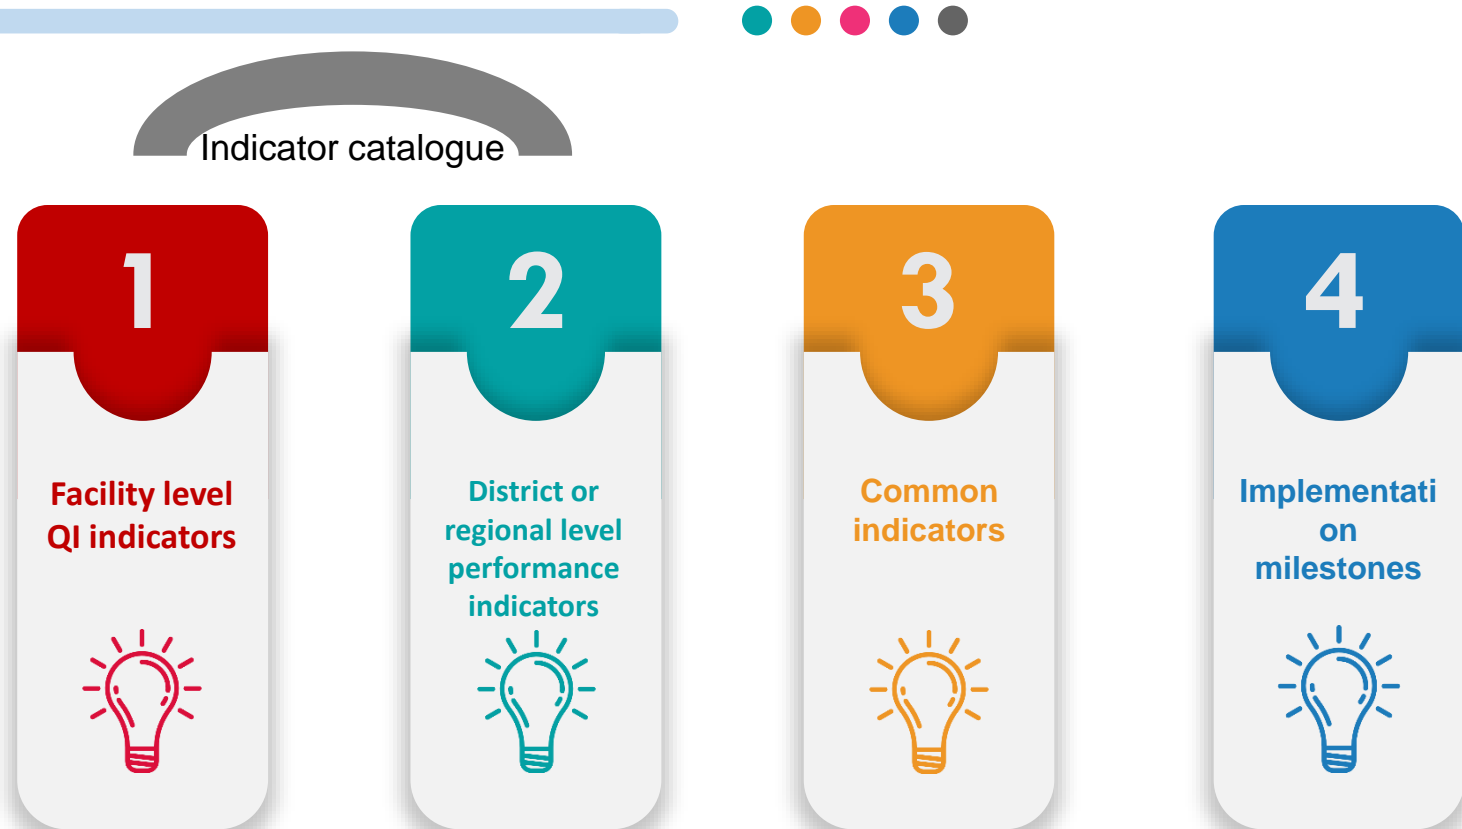 Indicator catalogue
1
Facility level
QI indicators
2
District or
regional level
performance
indicators
3
Common
indicators
4
Implementati
on
milestones